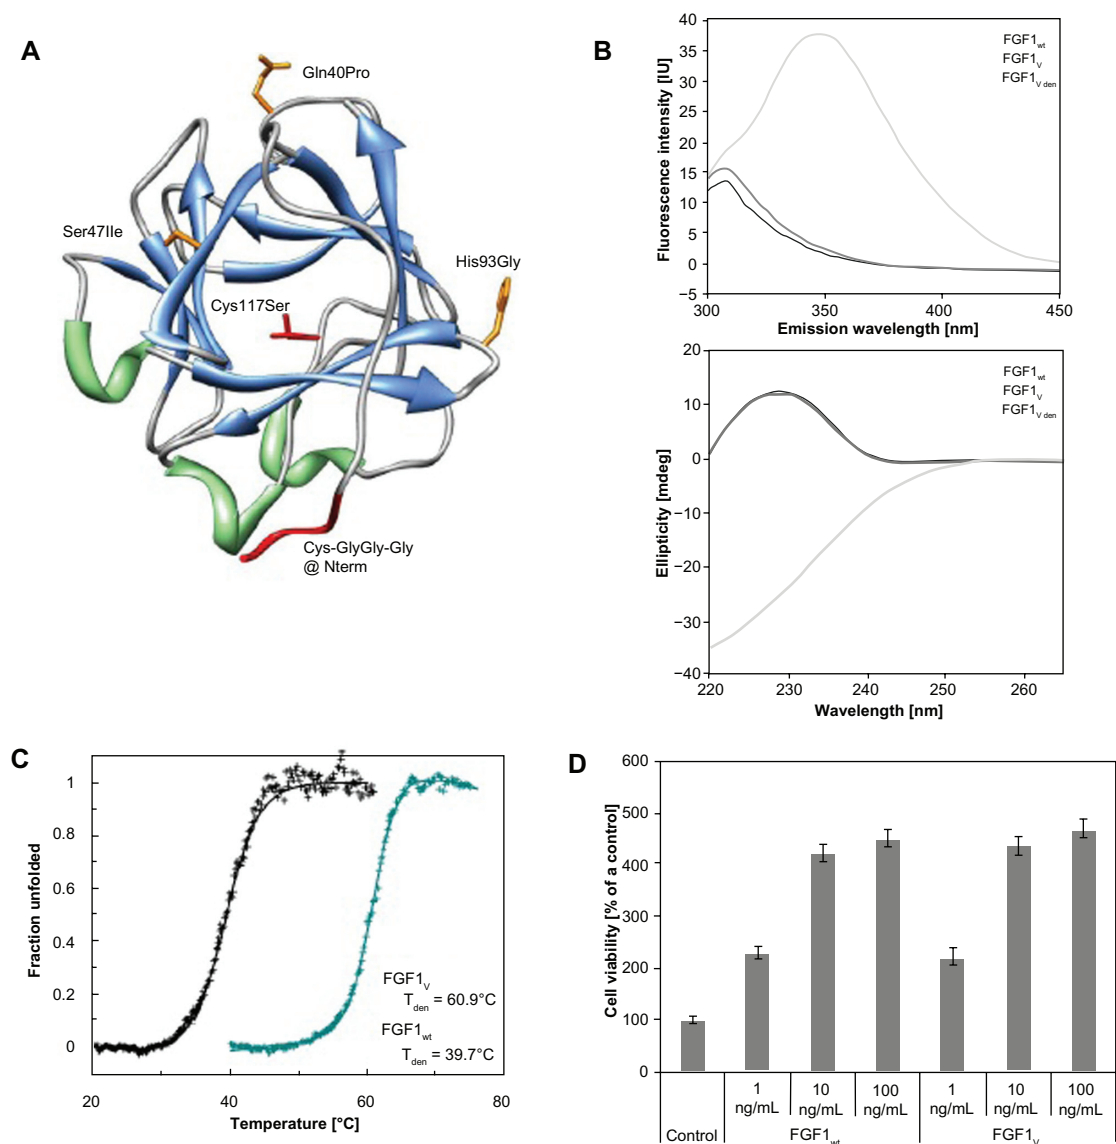 A
Gln40Pro
Ser47Ile
His93Gly
Cys117Ser
Cys-GlyGly-Gly
@ Nterm
B
Fluorescence intensity [IU]
40
35
30
25
20
15
10
5
0
−5
FGF1wt
FGF1V
FGF1V den
300 350 400 450
Emission wavelength [nm]
Ellipticity [mdeg]
20
10
0
−10
−20
−30
−40
FGF1wt
FGF1V
FGF1V den
220 230 240 250 260
Wavelength [nm]
C
Fraction unfolded
1
0.8
0.6
0.4
0.2
0
FGF1V
Tden = 60.9°C
FGF1wt
Tden = 39.7°C
20 40 60 80
Temperature [°C]
D
Cell viability [% of a control]
600
500
400
300
200
100
0
1 10 100 1 10 100
ng/mL ng/mL ng/mL ng/mL ng/mL ng/mL
Control FGF1wt FGF1V